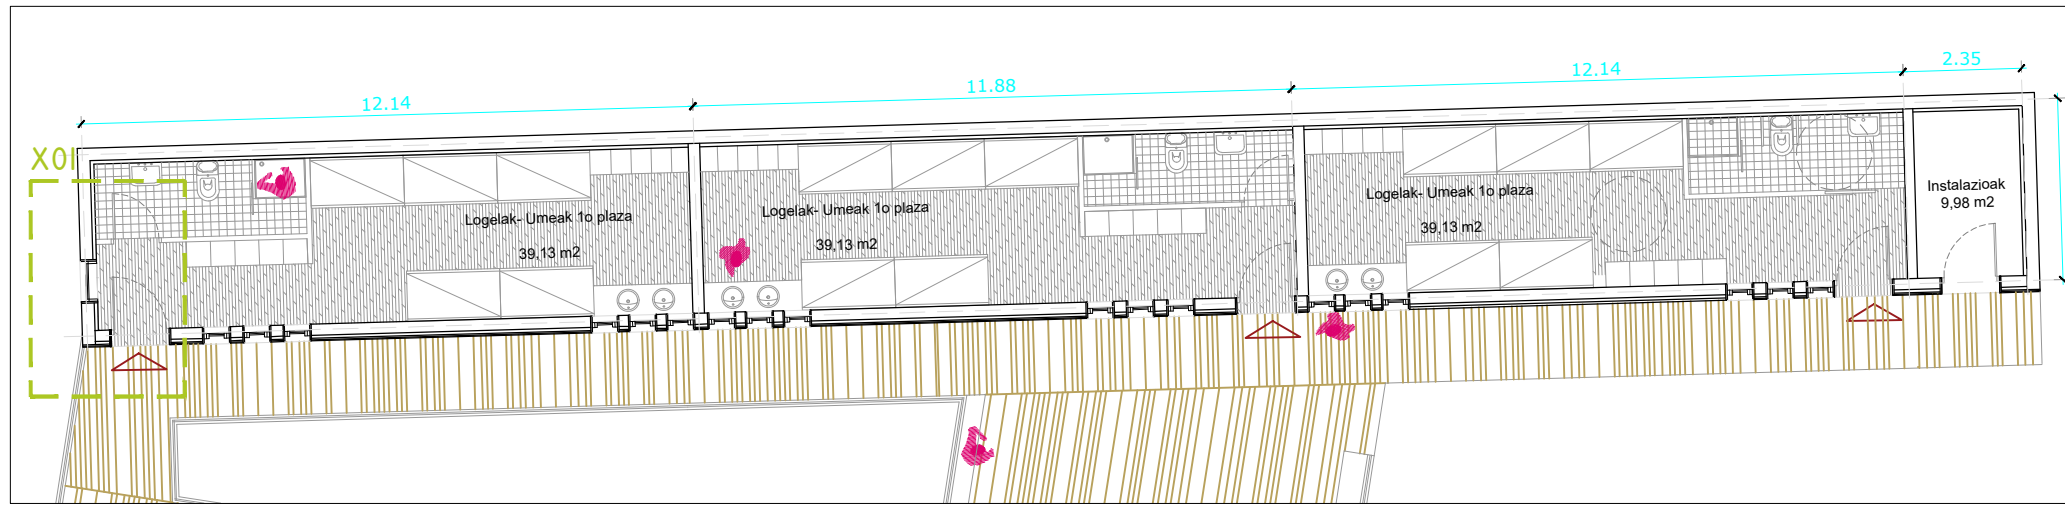 12.14
11.88
12.14
2.35
X01
Logelak- Umeak 1o plaza
39,13 m2
Logelak- Umeak 1o plaza
39,13 m2
Logelak- Umeak 1o plaza
39,13 m2
Instalazioak
9,98 m2